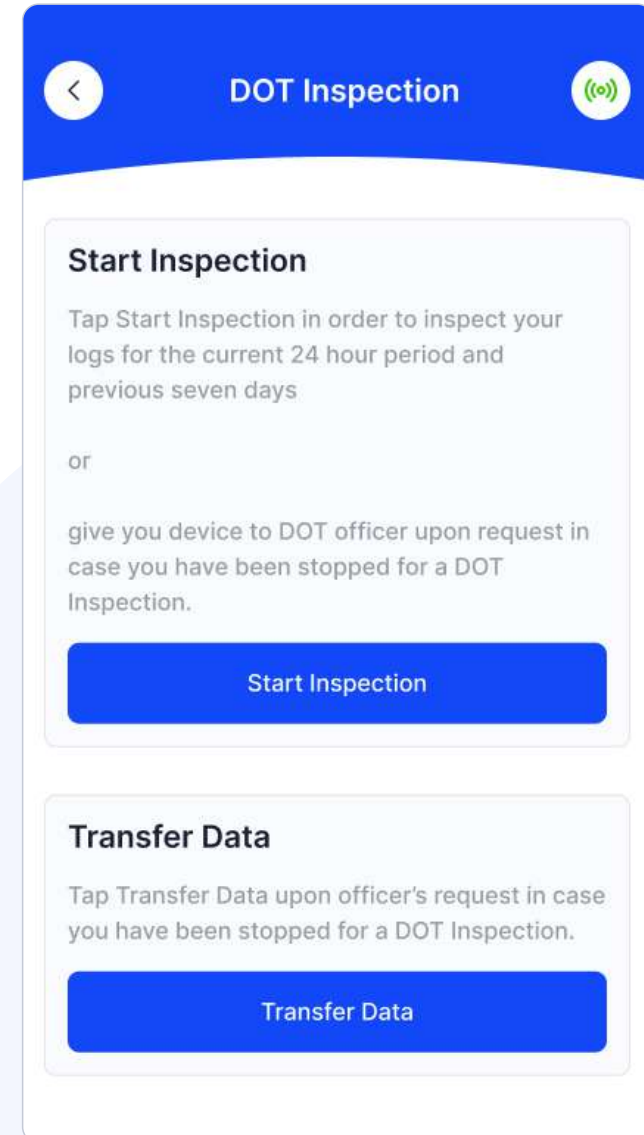 DOT Inspection
Start Inspection
Tap Start Inspection in order to inspect your
logs for the current 24 hour period and
previous seven days
or
give you device to DOT officer upon request in
case you have been stopped for a DOT
Inspection.
Start Inspection
Transfer Data
Tap Transfer Data upon officer’s request in case
you have been stopped for a DOT Inspection.
Transfer Data